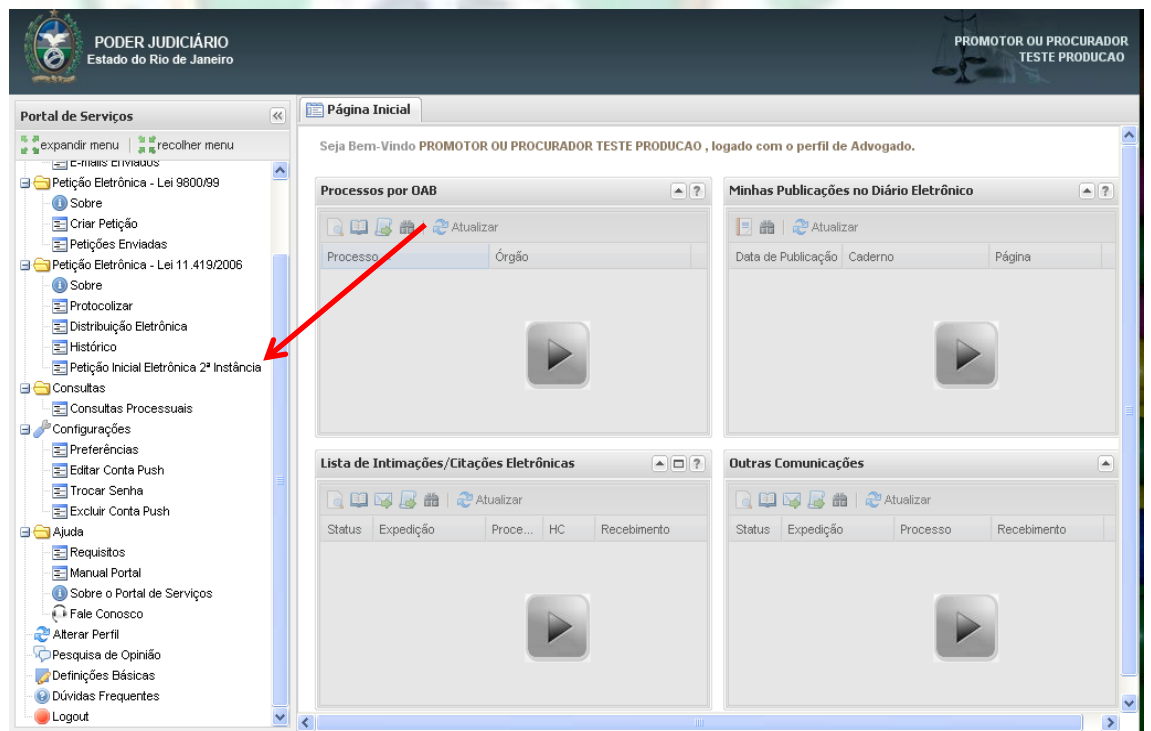 PODER JUDICIÁRIO
Estado do Rio de Janeiro
PROMOTOR OU PROCURADOR
TESTE PRODUCAO
Portal de Serviços
expandir menu
recolher menu
E-mails Enviados
Petição Eletrônica - Lei 9800/99
Sobre
Criar Petição
Petições Enviadas
Petição Eletrônica - Lei 11.419/2006
Sobre
Protocolizar
Distribuição Eletrônica
Histórico
Petição Inicial Eletrônica 2ª Instância
Consultas
Consultas Processuais
Configurações
Preferências
Editar Conta Push
Trocar Senha
Excluir Conta Push
Ajuda
Requisitos
Manual Portal
Sobre o Portal de Serviços
Fale Conosco
Alterar Perfil
Pesquisa de Opinião
Definições Básicas
Dúvidas Frequentes
Logout
Página Inicial
Seja Bem-Vindo PROMOTOR OU PROCURADOR TESTE PRODUCAO , logado com o perfil de Advogado.
Processos por OAB
Atualizar
Processo Órgão
Minhas Publicações no Diário Eletrônico
Atualizar
Data de Publicação Caderno Página
Lista de Intimações/Citações Eletrônicas
Atualizar
Status Expedição Proce... HC Recebimento
Outras Comunicações
Atualizar
Status Expedição Processo Recebimento